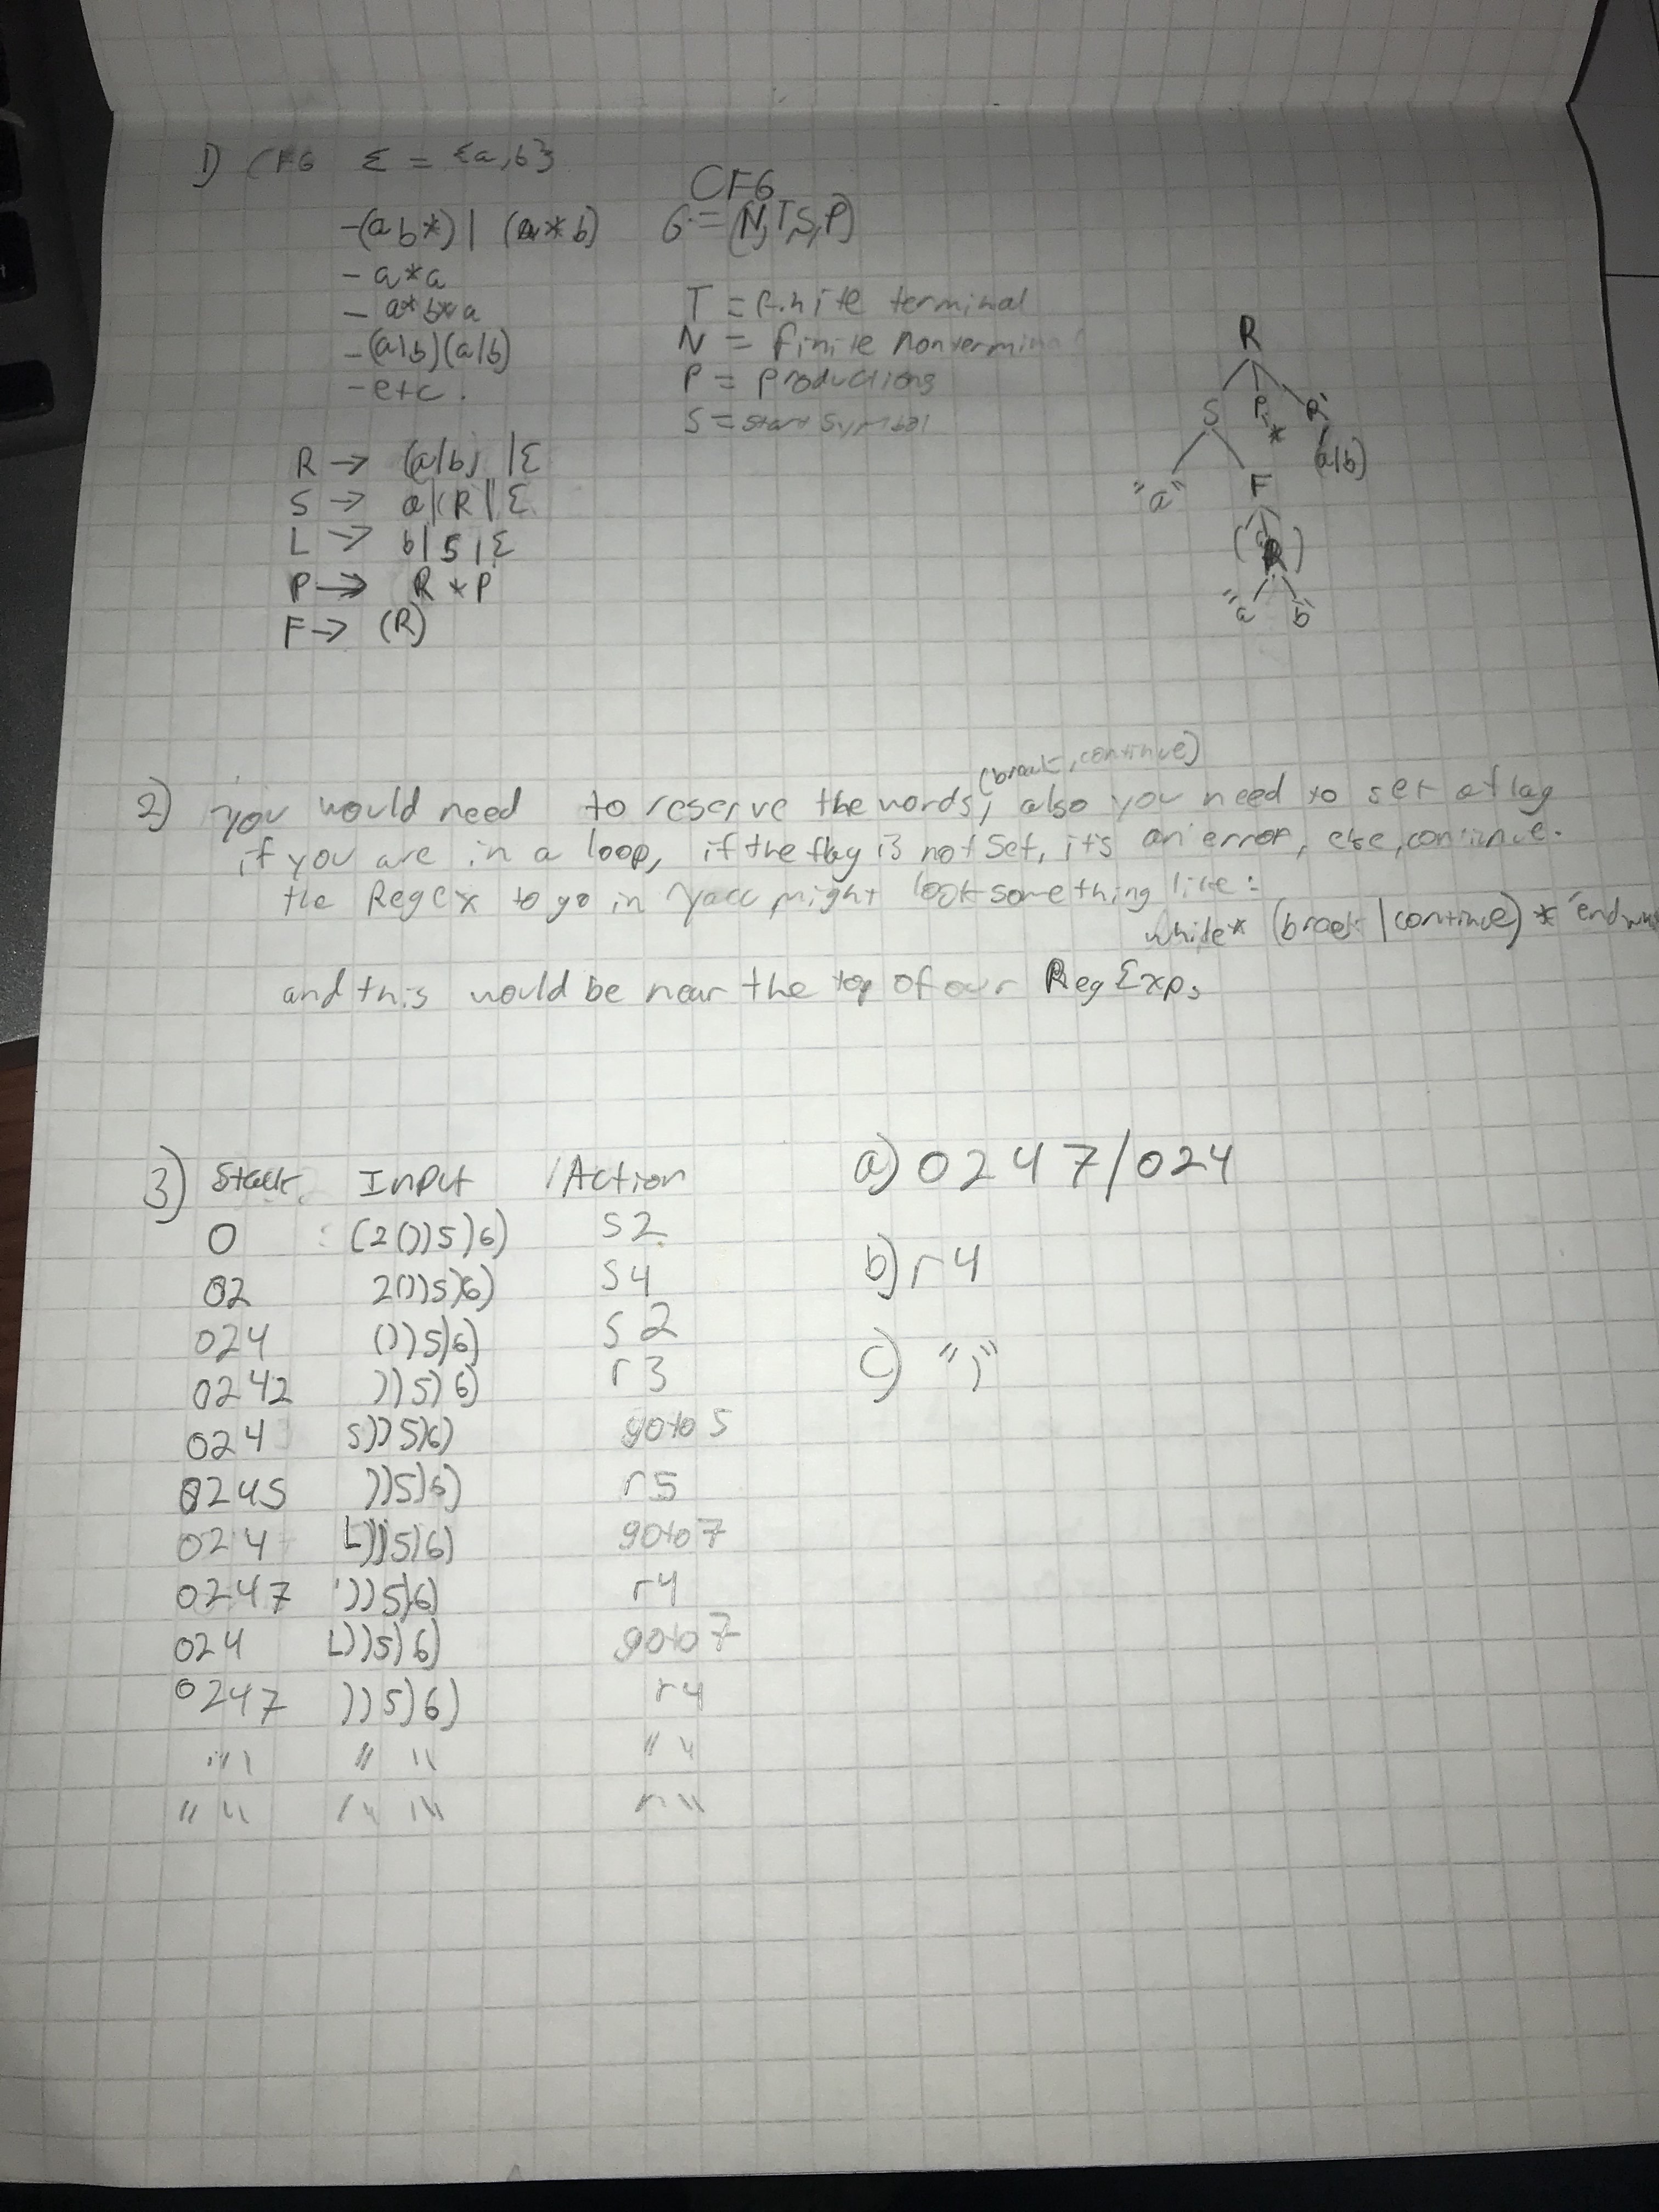 1) CFG Σ = {a,b}
-(ab*)| (a*b)
- a*a
- a*b*a
-(a|b)(a|b)
-etc.
CFG
G = (N,T,S,P)
T = finite terminal
N = finite nontermin
P = productions
S = start symbol
R → (a|b) |Σ
S → a|(R)|Σ
L → b|S|Σ
P → R * P
F → (R)
R
S P R
*
(a|b)
"a" F
( R )
"a b"
2) you would need to reserve the words, (break, continue) also you need to set a flag
if you are in a loop, if the flag is not set, it's an error, else, continue.
the Regex to go in yacc might look something like:
while* (break|continue)* endwh
and this would be near the top of our RegExp,
3) Stack Input /Action
0 (2())5)6) S2
02 2())5)6) S4
024 ())5)6) S2
0242 ))5)6) r3
024 S))5)6) goto 5
0245 ))5)6) r5
024 L))5)6) goto 7
0247 ))5)6) r4
024 L))5)6) goto 7
0247 ))5)6) r4
" " " " " "
" " " " " "
a) 0247/024
b) r4
c) ")"